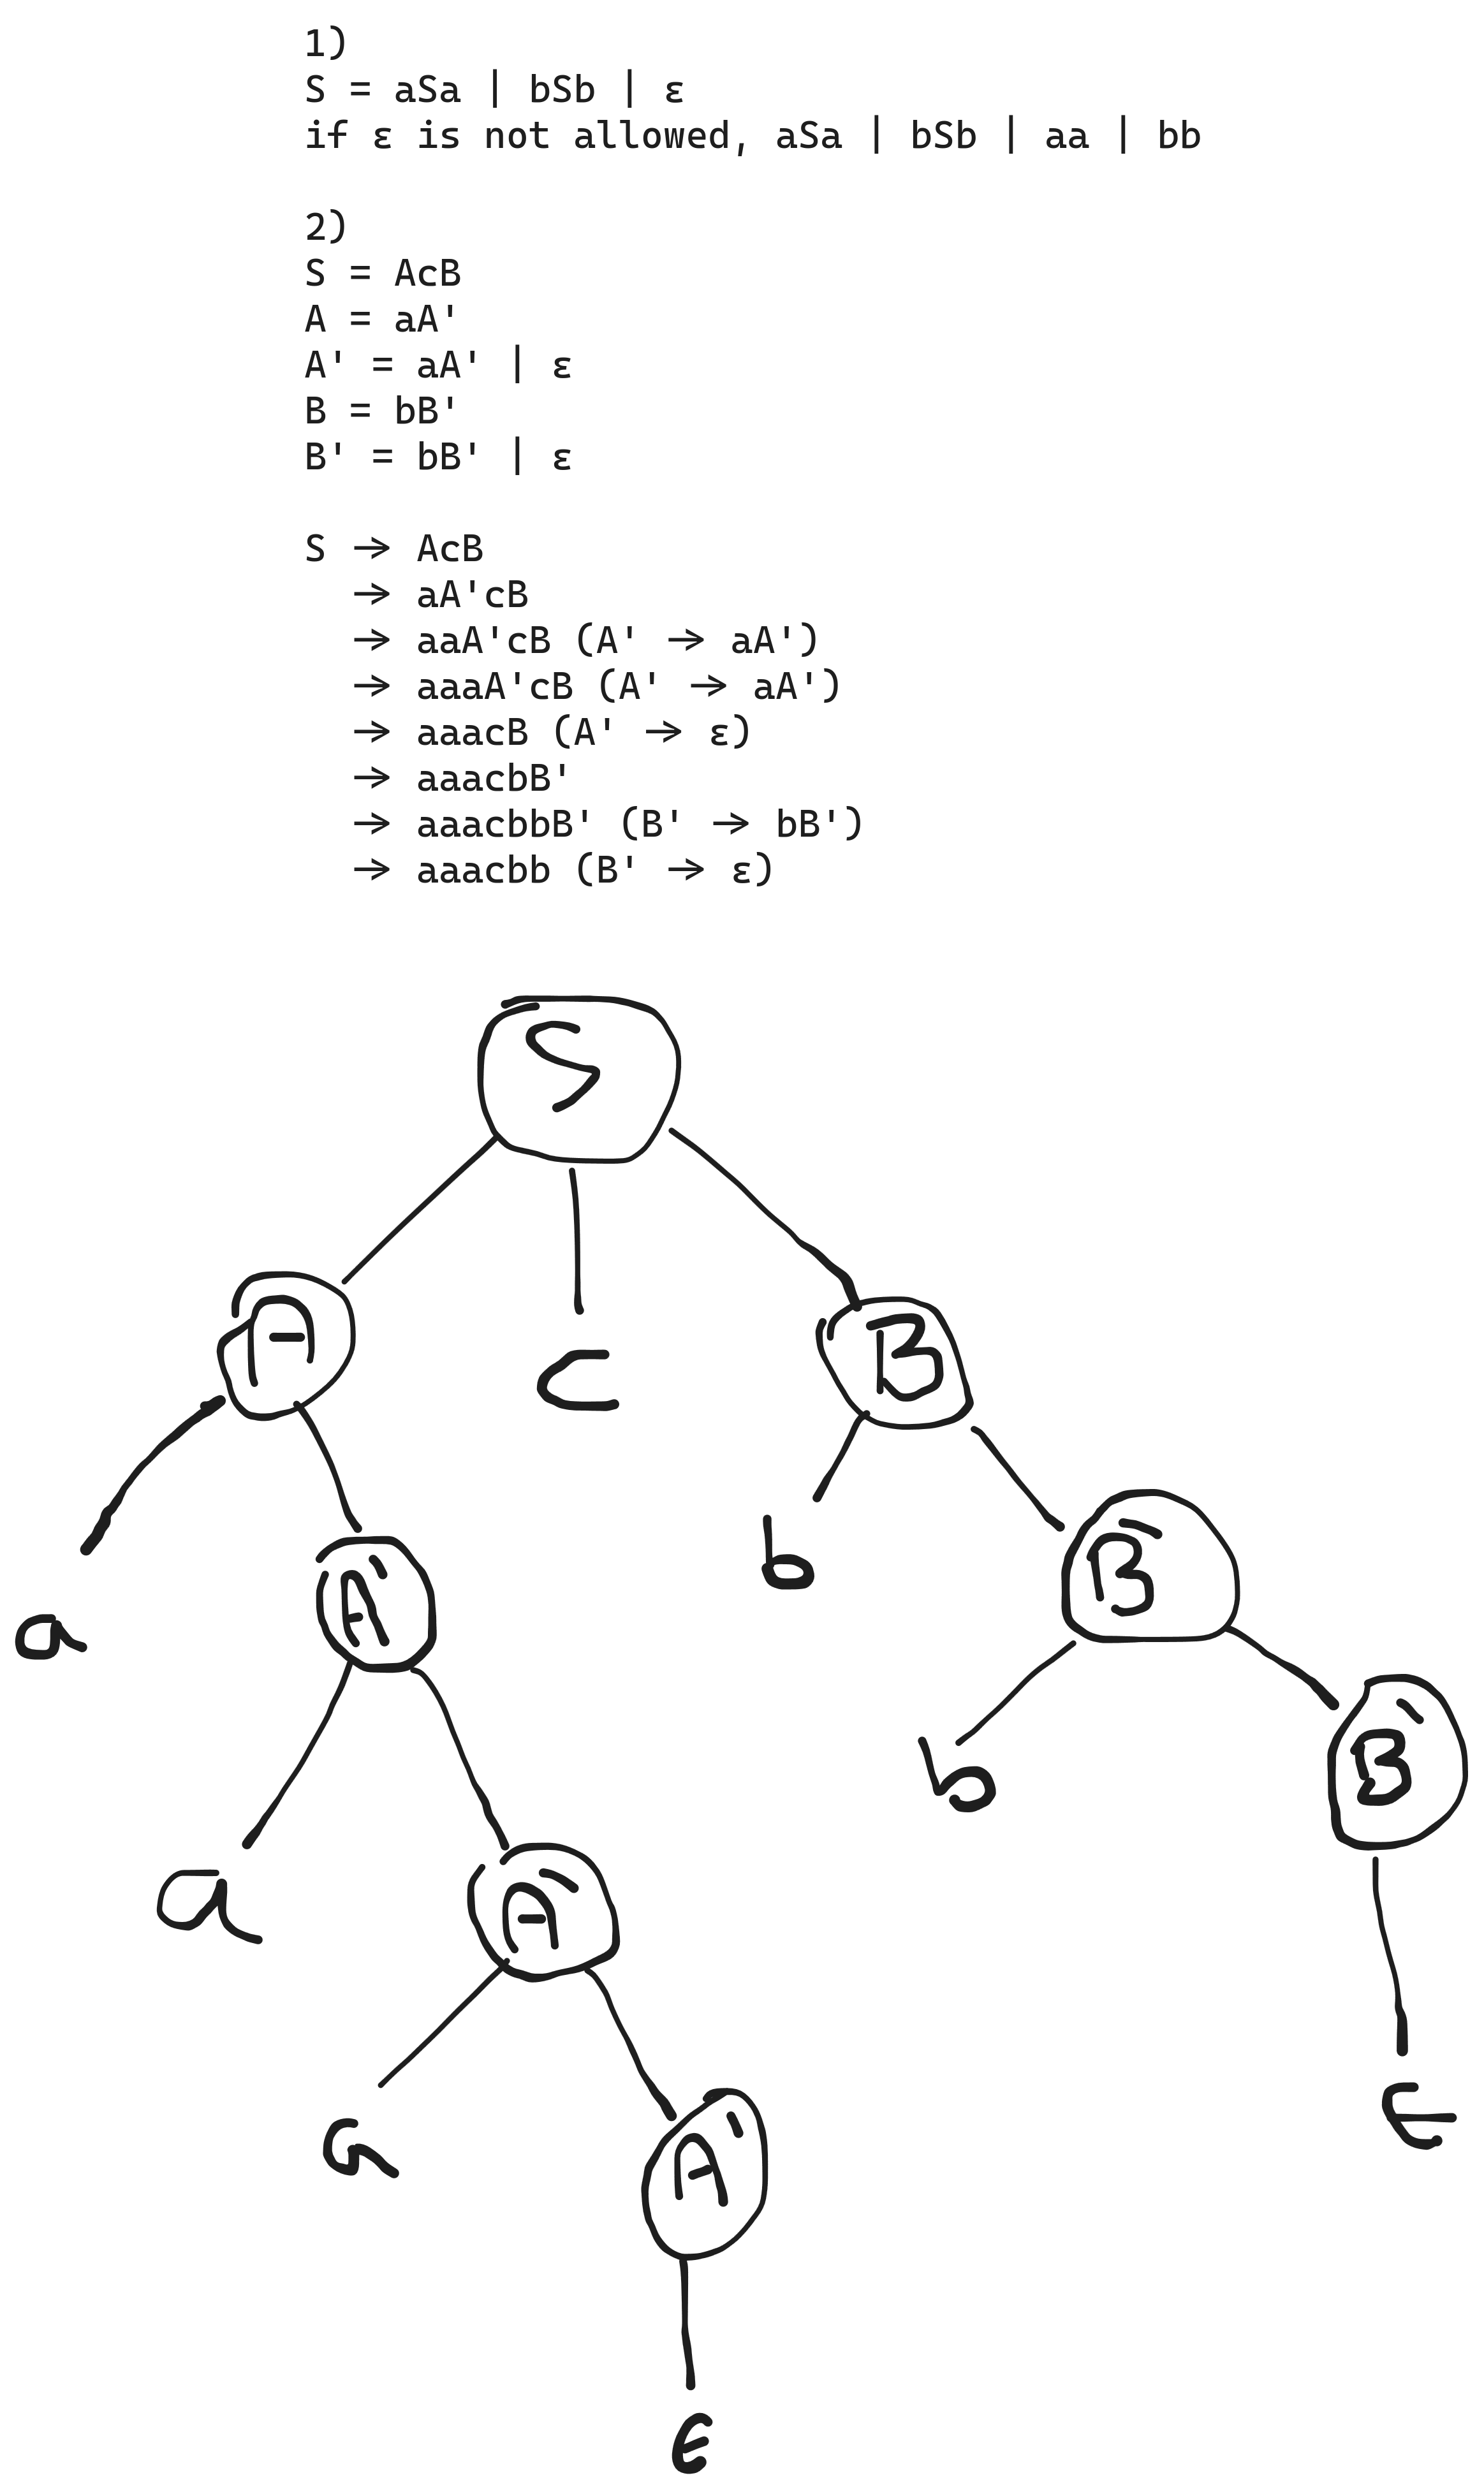 1)
S = aSa | bSb | ε
if ε is not allowed, aSa | bSb | aa | bb
2)
S = AcB
A = aA'
A' = aA' | ε
B = bB'
B' = bB' | ε
S → AcB
→ aA'cB
→ aaA'cB (A' → aA')
→ aaaA'cB (A' → aA')
→ aaacB (A' → ε)
→ aaacbB'
→ aaacbbB' (B' → bB')
→ aaacbb (B' → ε)
S
A
c
B
a
A'
b
B'
a
A'
b
B'
a
A'
ε
ε